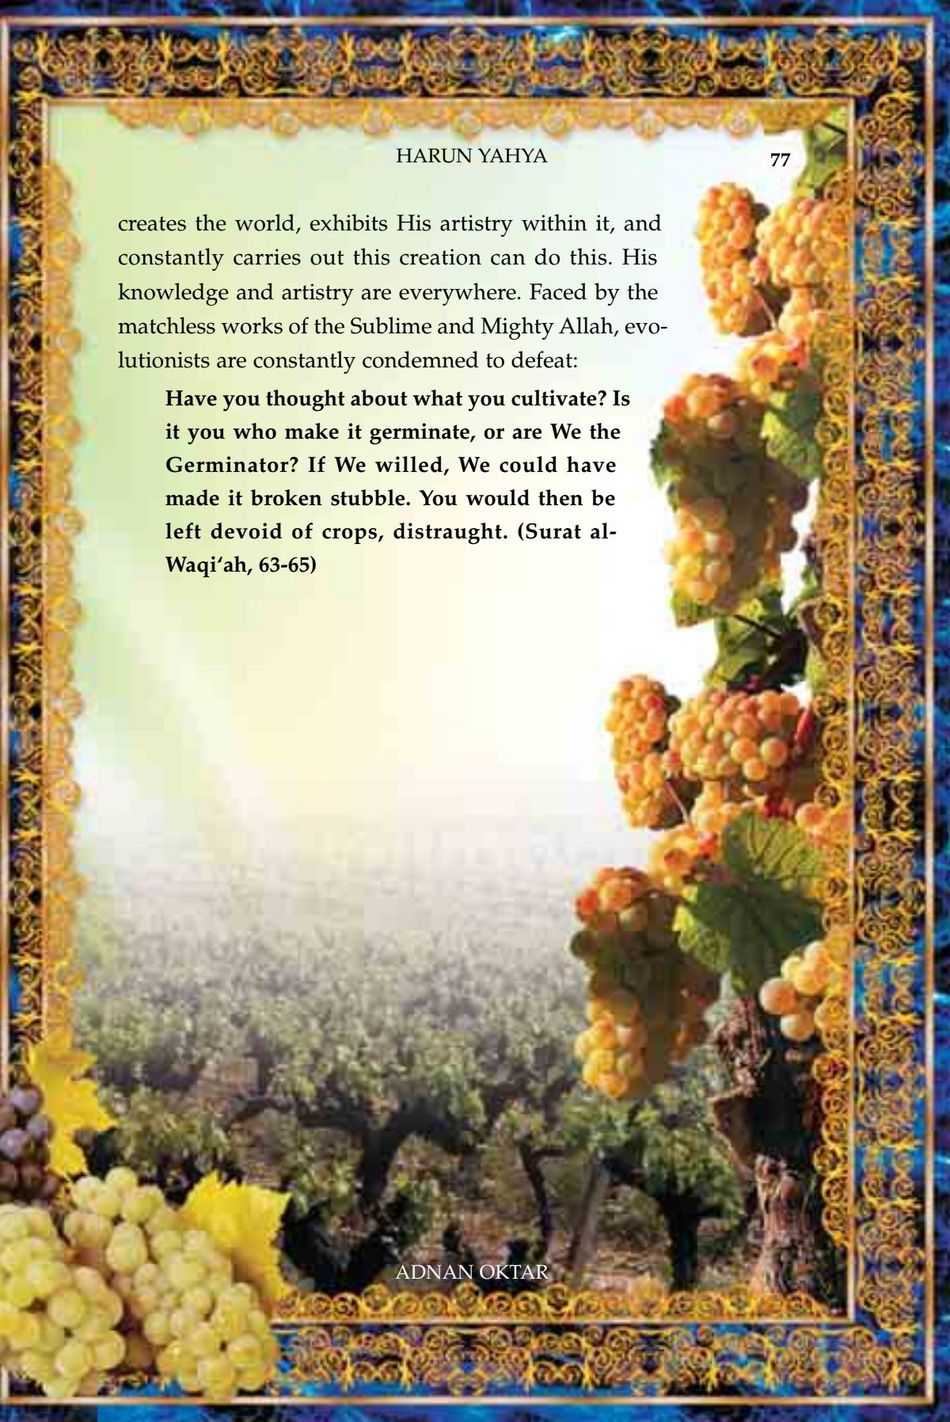 HARUN YAHYA
77
creates the world, exhibits His artistry within it, and
constantly carries out this creation can do this. His
knowledge and artistry are everywhere. Faced by the
matchless works of the Sublime and Mighty Allah, evo-
lutionists are constantly condemned to defeat:
Have you thought about what you cultivate? Is
it you who make it germinate, or are We the
Germinator? If We willed, We could have
made it broken stubble. You would then be
left devoid of crops, distraught. (Surat al-
Waqi‘ah, 63-65)
ADNAN OKTAR